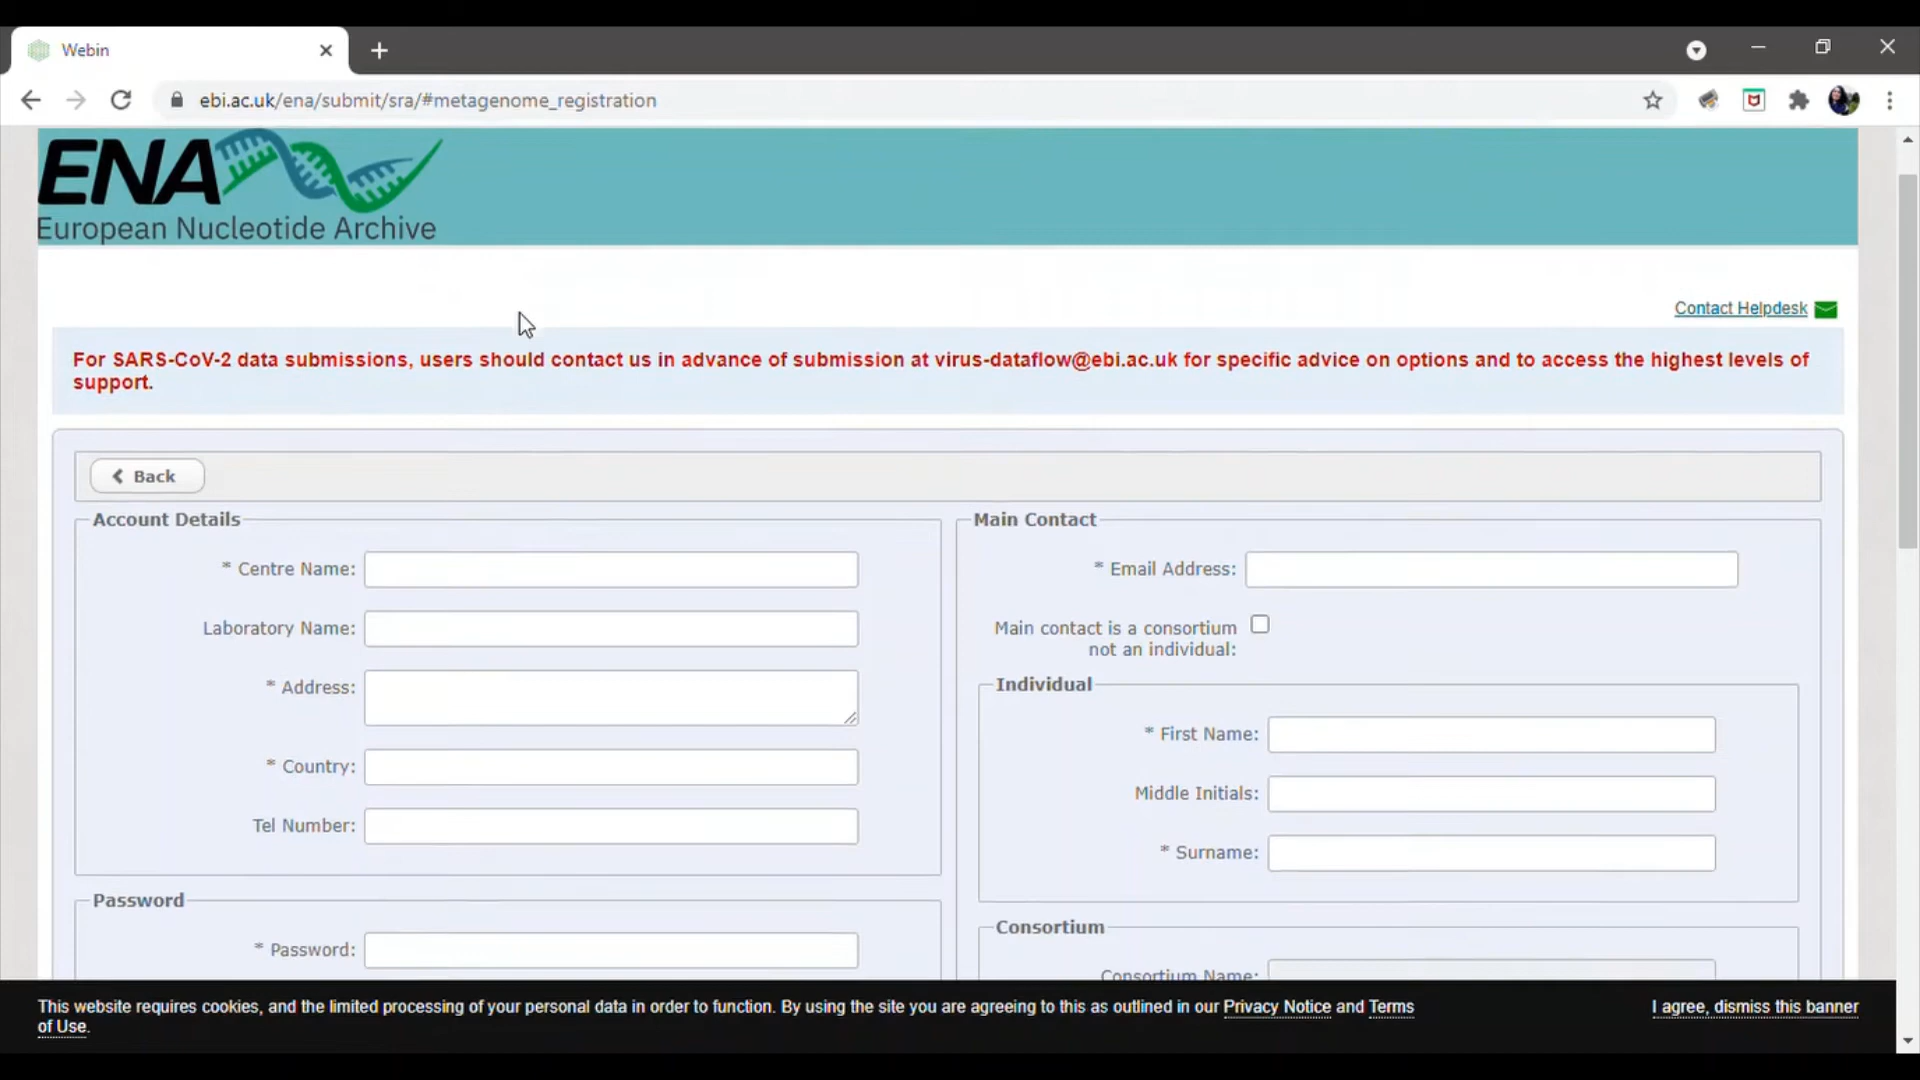 Webin
ebi.ac.uk/ena/submit/sra/#metagenome_registration
ENA
European Nucleotide Archive
Contact Helpdesk
For SARS-CoV-2 data submissions, users should contact us in advance of submission at virus-dataflow@ebi.ac.uk for specific advice on options and to access the highest levels of
support.
Back
Account Details
* Centre Name:
Laboratory Name:
* Address:
* Country:
Tel Number:
Password
* Password:
Main Contact
* Email Address:
Main contact is a consortium
not an individual:
Individual
* First Name:
Middle Initials:
* Surname:
Consortium
Consortium Name:
This website requires cookies, and the limited processing of your personal data in order to function. By using the site you are agreeing to this as outlined in our Privacy Notice and Terms
of Use.
I agree, dismiss this banner